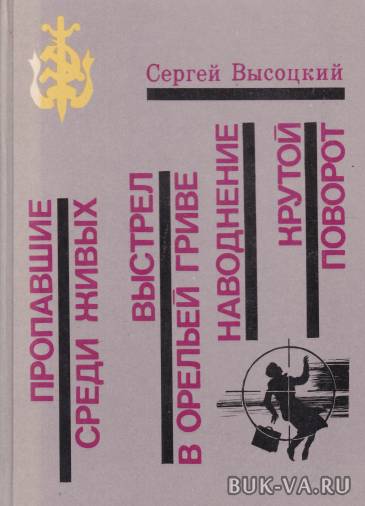 Сергей Высоцкий
ПРОПАВШИЕ
СРЕДИ ЖИВЫХ
ВЫСТРЕЛ
В ОРЕЛЬЕЙ ГРИВЕ
НАВОДНЕНИЕ
КРУТОЙ
ПОВОРОТ
BUK-VA.RU